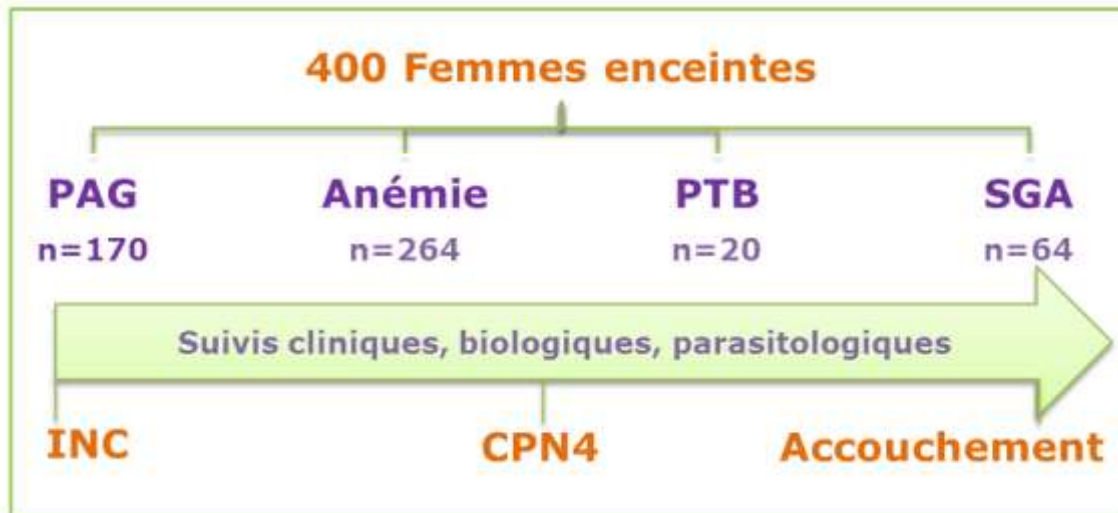 400 Femmes enceintes
PAG Anémie PTB SGA
n=170 n=264 n=20 n=64
Suivis cliniques, biologiques, parasitologiques
INC CPN4 Accouchement